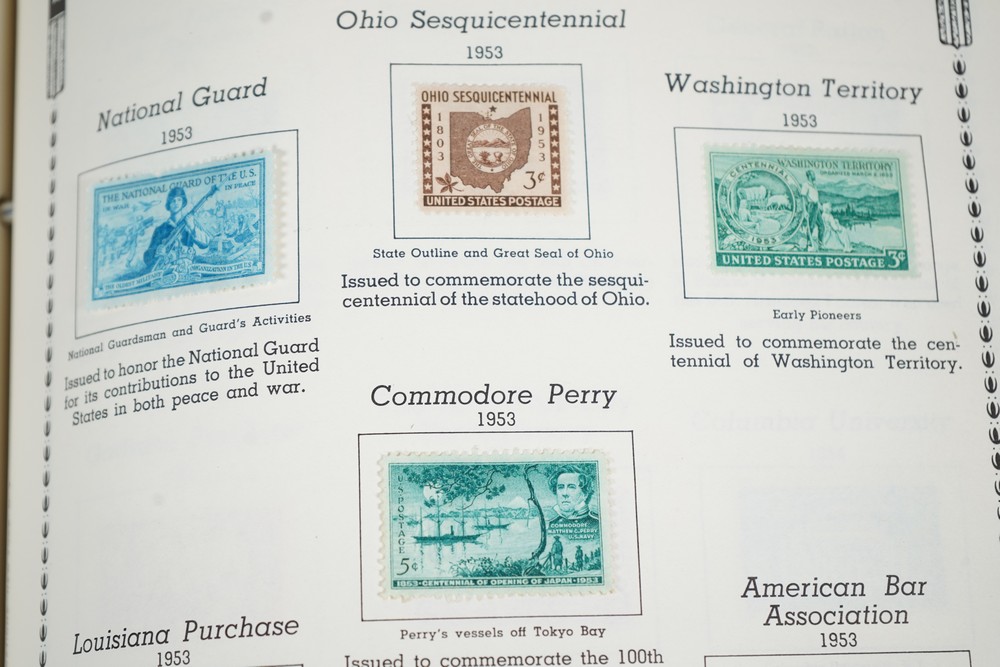 Ohio Sesquicentennial
1953
OHIO SESQUICENTENNIAL
1803
1953
3¢
UNITED STATES POSTAGE
State Outline and Great Seal of Ohio
Issued to commemorate the sesqui-
centennial of the statehood of Ohio.
National Guard
1953
THE NATIONAL GUARD OF THE U.S.
IN WAR
IN PEACE
THE OLDEST
ORGANIZATION IN THE U.S.
National Guardsman and Guard's Activities
Issued to honor the National Guard
for its contributions to the United
States in both peace and war.
Washington Territory
1953
CENTENNIAL
WASHINGTON TERRITORY
1953
UNITED STATES POSTAGE
3¢
Early Pioneers
Issued to commemorate the cen-
tennial of Washington Territory.
Commodore Perry
1953
U.S. POSTAGE
5¢
COMMODORE
MATTHEW C. PERRY
U.S. NAVY
1853-CENTENNIAL OF OPENING OF JAPAN-1953
Perry's vessels off Tokyo Bay
Issued to commemorate the 100th
Louisiana Purchase
1953
American Bar
Association
1953